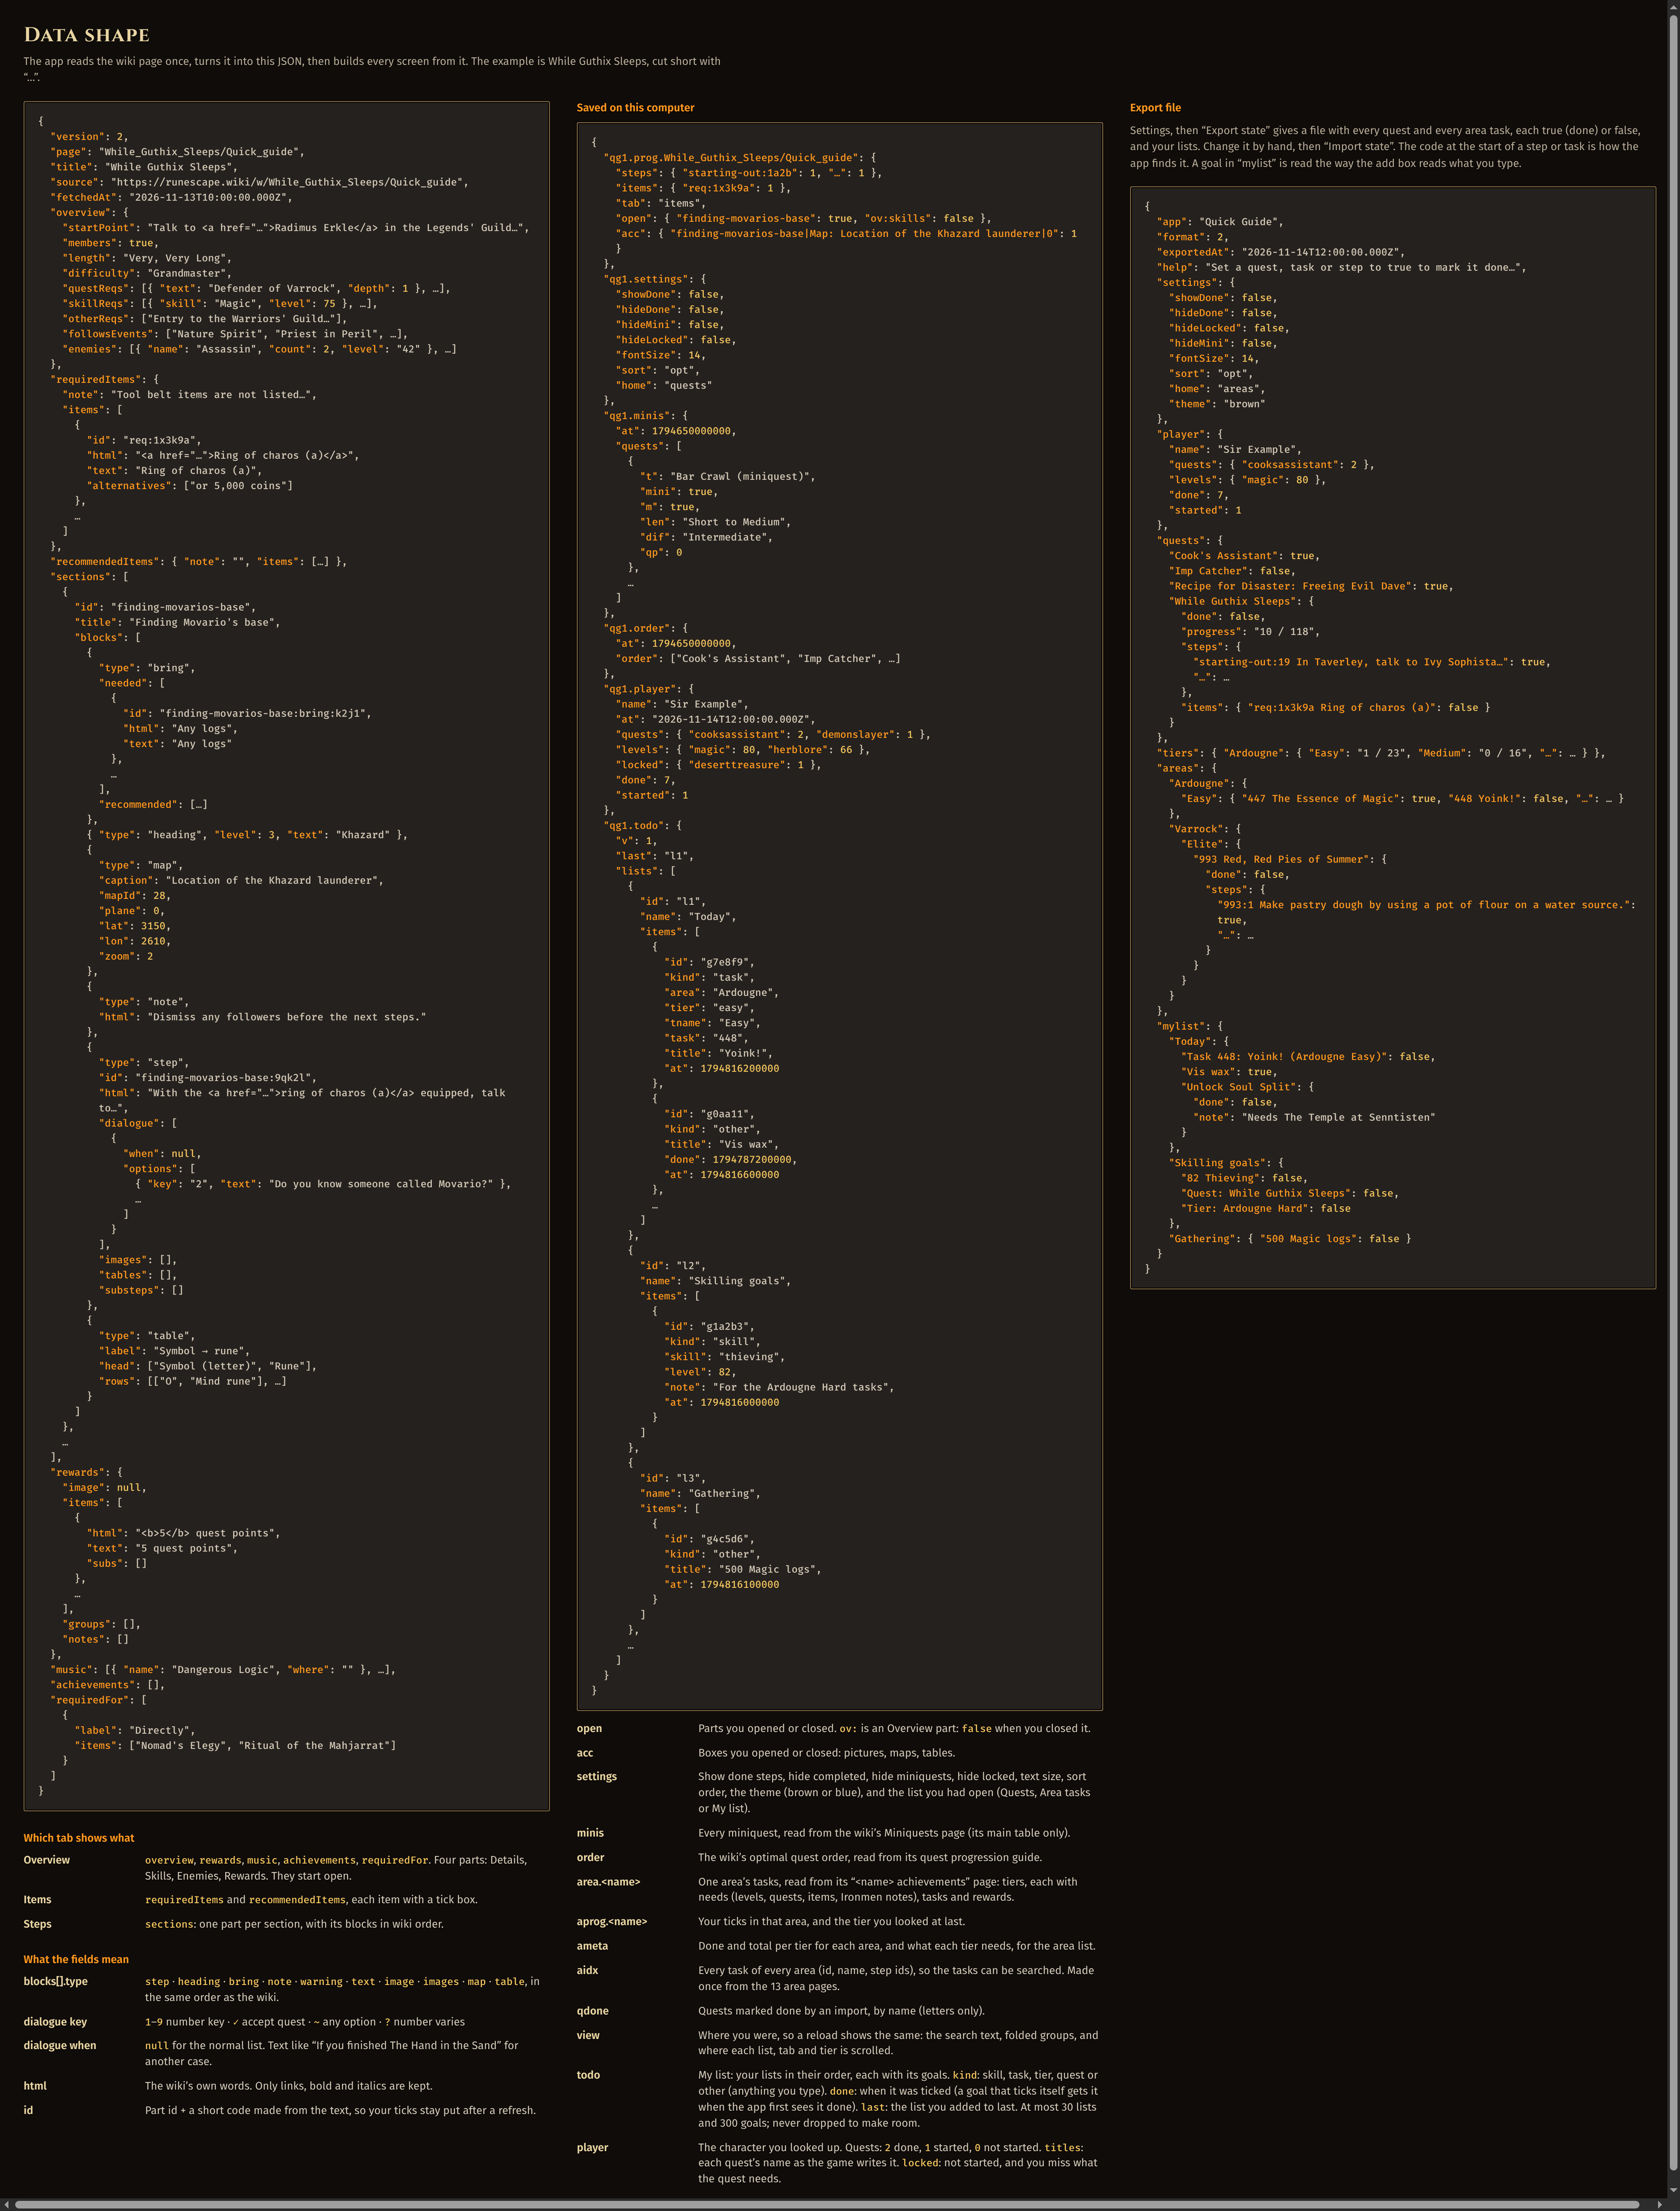 Data shape
The app reads the wiki page once, turns it into this JSON, then builds every screen from it. The example is While Guthix Sleeps, cut short with
“…”.
{
"version": 2,
"page": "While_Guthix_Sleeps/Quick_guide",
"title": "While Guthix Sleeps",
"source": "https://runescape.wiki/w/While_Guthix_Sleeps/Quick_guide",
"fetchedAt": "2026-11-13T10:00:00.000Z",
"overview": {
"startPoint": "Talk to <a href="…">Radimus Erkle</a> in the Legends' Guild…",
"members": true,
"length": "Very, Very Long",
"difficulty": "Grandmaster",
"questReqs": [{ "text": "Defender of Varrock", "depth": 1 }, …],
"skillReqs": [{ "skill": "Magic", "level": 75 }, …],
"otherReqs": ["Entry to the Warriors' Guild…"],
"followsEvents": ["Nature Spirit", "Priest in Peril", …],
"enemies": [{ "name": "Assassin", "count": 2, "level": "42" }, …]
},
"requiredItems": {
"note": "Tool belt items are not listed…",
"items": [
{
"id": "req:1x3k9a",
"html": "<a href="…">Ring of charos (a)</a>",
"text": "Ring of charos (a)",
"alternatives": ["or 5,000 coins"]
},
…
]
},
"recommendedItems": { "note": "", "items": […] },
"sections": [
{
"id": "finding-movarios-base",
"title": "Finding Movario's base",
"blocks": [
{
"type": "bring",
"needed": [
{
"id": "finding-movarios-base:bring:k2j1",
"html": "Any logs",
"text": "Any logs"
},
…
],
"recommended": […]
},
{ "type": "heading", "level": 3, "text": "Khazard" },
{
"type": "map",
"caption": "Location of the Khazard launderer",
"mapId": 28,
"plane": 0,
"lat": 3150,
"lon": 2610,
"zoom": 2
},
{
"type": "note",
"html": "Dismiss any followers before the next steps."
},
{
"type": "step",
"id": "finding-movarios-base:9qk2l",
"html": "With the <a href="…">ring of charos (a)</a> equipped, talk
to…",
"dialogue": [
{
"when": null,
"options": [
{ "key": "2", "text": "Do you know someone called Movario?" },
…
]
}
],
"images": [],
"tables": [],
"substeps": []
},
{
"type": "table",
"label": "Symbol → rune",
"head": ["Symbol (letter)", "Rune"],
"rows": [["O", "Mind rune"], …]
}
]
},
…
],
"rewards": {
"image": null,
"items": [
{
"html": "<b>5</b> quest points",
"text": "5 quest points",
"subs": []
},
…
],
"groups": [],
"notes": []
},
"music": [{ "name": "Dangerous Logic", "where": "" }, …],
"achievements": [],
"requiredFor": [
{
"label": "Directly",
"items": ["Nomad's Elegy", "Ritual of the Mahjarrat"]
}
]
}
Which tab shows what
Overview overview, rewards, music, achievements, requiredFor. Four parts: Details,
Skills, Enemies, Rewards. They start open.
Items requiredItems and recommendedItems, each item with a tick box.
Steps sections: one part per section, with its blocks in wiki order.
What the fields mean
blocks[].type step · heading · bring · note · warning · text · image · images · map · table, in
the same order as the wiki.
dialogue key 1–9 number key · ✓ accept quest · ~ any option · ? number varies
dialogue when null for the normal list. Text like “If you finished The Hand in the Sand” for
another case.
html The wiki’s own words. Only links, bold and italics are kept.
id Part id + a short code made from the text, so your ticks stay put after a refresh.
Saved on this computer
{
"qg1.prog.While_Guthix_Sleeps/Quick_guide": {
"steps": { "starting-out:1a2b": 1, "…": 1 },
"items": { "req:1x3k9a": 1 },
"tab": "items",
"open": { "finding-movarios-base": true, "ov:skills": false },
"acc": { "finding-movarios-base|Map: Location of the Khazard launderer|0": 1
}
},
"qg1.settings": {
"showDone": false,
"hideDone": false,
"hideMini": false,
"hideLocked": false,
"fontSize": 14,
"sort": "opt",
"home": "quests"
},
"qg1.minis": {
"at": 1794650000000,
"quests": [
{
"t": "Bar Crawl (miniquest)",
"mini": true,
"m": true,
"len": "Short to Medium",
"dif": "Intermediate",
"qp": 0
},
…
]
},
"qg1.order": {
"at": 1794650000000,
"order": ["Cook's Assistant", "Imp Catcher", …]
},
"qg1.player": {
"name": "Sir Example",
"at": "2026-11-14T12:00:00.000Z",
"quests": { "cooksassistant": 2, "demonslayer": 1 },
"levels": { "magic": 80, "herblore": 66 },
"locked": { "deserttreasure": 1 },
"done": 7,
"started": 1
},
"qg1.todo": {
"v": 1,
"last": "l1",
"lists": [
{
"id": "l1",
"name": "Today",
"items": [
{
"id": "g7e8f9",
"kind": "task",
"area": "Ardougne",
"tier": "easy",
"tname": "Easy",
"task": "448",
"title": "Yoink!",
"at": 1794816200000
},
{
"id": "g0aa11",
"kind": "other",
"title": "Vis wax",
"done": 1794787200000,
"at": 1794816600000
},
…
]
},
{
"id": "l2",
"name": "Skilling goals",
"items": [
{
"id": "g1a2b3",
"kind": "skill",
"skill": "thieving",
"level": 82,
"note": "For the Ardougne Hard tasks",
"at": 1794816000000
}
]
},
{
"id": "l3",
"name": "Gathering",
"items": [
{
"id": "g4c5d6",
"kind": "other",
"title": "500 Magic logs",
"at": 1794816100000
}
]
},
…
]
}
}
open Parts you opened or closed. ov: is an Overview part: false when you closed it.
acc Boxes you opened or closed: pictures, maps, tables.
settings Show done steps, hide completed, hide miniquests, hide locked, text size, sort
order, the theme (brown or blue), and the list you had open (Quests, Area tasks
or My list).
minis Every miniquest, read from the wiki’s Miniquests page (its main table only).
order The wiki’s optimal quest order, read from its quest progression guide.
area.<name> One area’s tasks, read from its “<name> achievements” page: tiers, each with
needs (levels, quests, items, Ironmen notes), tasks and rewards.
aprog.<name> Your ticks in that area, and the tier you looked at last.
ameta Done and total per tier for each area, and what each tier needs, for the area list.
aidx Every task of every area (id, name, step ids), so the tasks can be searched. Made
once from the 13 area pages.
qdone Quests marked done by an import, by name (letters only).
view Where you were, so a reload shows the same: the search text, folded groups, and
where each list, tab and tier is scrolled.
todo My list: your lists in their order, each with its goals. kind: skill, task, tier, quest or
other (anything you type). done: when it was ticked (a goal that ticks itself gets it
when the app first sees it done). last: the list you added to last. At most 30 lists
and 300 goals; never dropped to make room.
player The character you looked up. Quests: 2 done, 1 started, 0 not started. titles:
each quest’s name as the game writes it. locked: not started, and you miss what
the quest needs.
Export file
Settings, then “Export state” gives a file with every quest and every area task, each true (done) or false,
and your lists. Change it by hand, then “Import state”. The code at the start of a step or task is how the
app finds it. A goal in “mylist” is read the way the add box reads what you type.
{
"app": "Quick Guide",
"format": 2,
"exportedAt": "2026-11-14T12:00:00.000Z",
"help": "Set a quest, task or step to true to mark it done…",
"settings": {
"showDone": false,
"hideDone": false,
"hideLocked": false,
"hideMini": false,
"fontSize": 14,
"sort": "opt",
"home": "areas",
"theme": "brown"
},
"player": {
"name": "Sir Example",
"quests": { "cooksassistant": 2 },
"levels": { "magic": 80 },
"done": 7,
"started": 1
},
"quests": {
"Cook's Assistant": true,
"Imp Catcher": false,
"Recipe for Disaster: Freeing Evil Dave": true,
"While Guthix Sleeps": {
"done": false,
"progress": "10 / 118",
"steps": {
"starting-out:19 In Taverley, talk to Ivy Sophista…": true,
"…": …
},
"items": { "req:1x3k9a Ring of charos (a)": false }
}
},
"tiers": { "Ardougne": { "Easy": "1 / 23", "Medium": "0 / 16", "…": … } },
"areas": {
"Ardougne": {
"Easy": { "447 The Essence of Magic": true, "448 Yoink!": false, "…": … }
},
"Varrock": {
"Elite": {
"993 Red, Red Pies of Summer": {
"done": false,
"steps": {
"993:1 Make pastry dough by using a pot of flour on a water source.":
true,
"…": …
}
}
}
}
},
"mylist": {
"Today": {
"Task 448: Yoink! (Ardougne Easy)": false,
"Vis wax": true,
"Unlock Soul Split": {
"done": false,
"note": "Needs The Temple at Senntisten"
}
},
"Skilling goals": {
"82 Thieving": false,
"Quest: While Guthix Sleeps": false,
"Tier: Ardougne Hard": false
},
"Gathering": { "500 Magic logs": false }
}
}